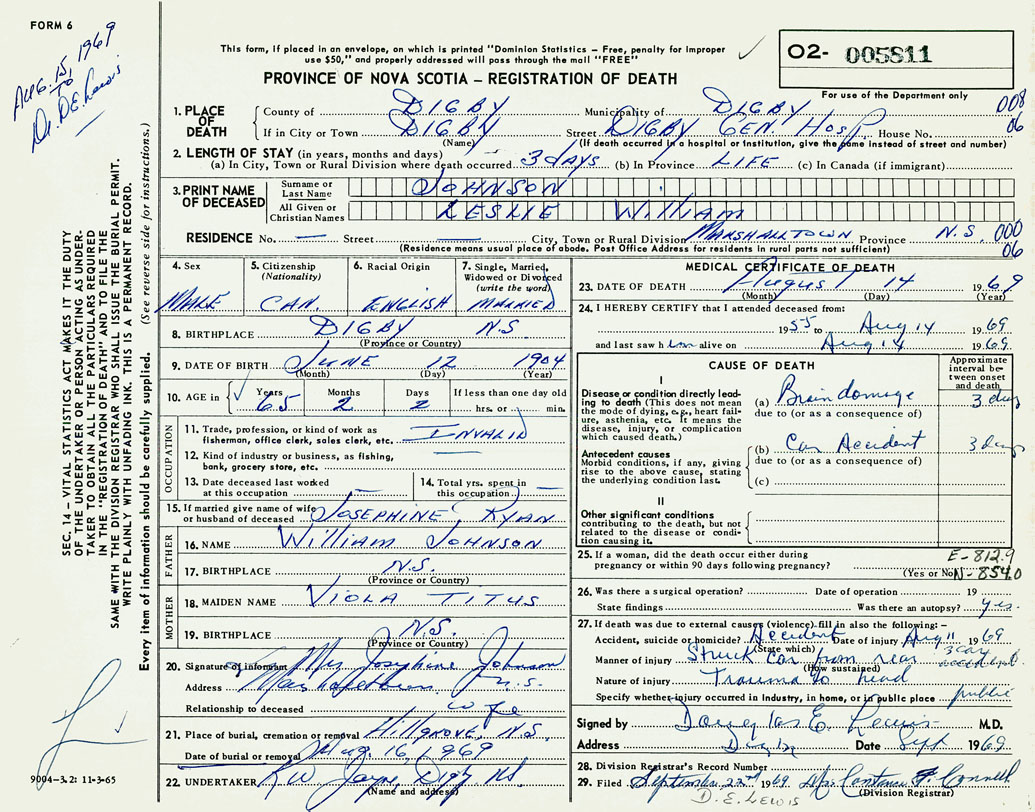 FORM 6
AUG. 15, 1969
TO
Dr. D.E. Lewis
This form, if placed in an envelope, on which is printed "Dominion Statistics – Free, penalty for improper
use $50," and properly addressed will pass through the mail "FREE"
PROVINCE OF NOVA SCOTIA – REGISTRATION OF DEATH
O2- 005811
For use of the Department only
008
06
1. PLACE OF DEATH
County of DIGBY Municipality of DIGBY
If in City or Town DIGBY Street DIGBY GEN. HOSP. House No.
(Name) (If death occurred in a hospital or institution, give the name instead of street and number)
2. LENGTH OF STAY (in years, months and days)
(a) In City, Town or Rural Division where death occurred 3 days (b) In Province LIFE (c) In Canada (if immigrant)
3. PRINT NAME OF DECEASED
Surname or Last Name JOHNSON
All Given or Christian Names LESLIE William
RESIDENCE No. — Street — City, Town or Rural Division MARSHALLTOWN Province N.S. 000
06
(Residence means usual place of abode. Post Office Address for residents in rural parts not sufficient)
4. Sex MALE
5. Citizenship (Nationality) CAN.
6. Racial Origin ENGLISH
7. Single, Married, Widowed or Divorced (write the word) MARRIED
8. BIRTHPLACE DIGBY N.S
(Province or Country)
9. DATE OF BIRTH JUNE 12 1904
(Month) (Day) (Year)
10. AGE in ✓ Years 65 Months 2 Days 2 If less than one day old hrs. or min.
OCCUPATION
11. Trade, profession, or kind of work as fisherman, office clerk, sales clerk, etc. INVALID
12. Kind of industry or business, as fishing, bank, grocery store, etc.
13. Date deceased last worked at this occupation —
14. Total yrs. spent in this occupation —
15. If married give name of wife or husband of deceased JOSEPHINE RYAN
FATHER
16. NAME William JOHNSON
17. BIRTHPLACE N.S.
(Province or Country)
MOTHER
18. MAIDEN NAME VIOLA TITUS
19. BIRTHPLACE N.S.
(Province or Country)
20. Signature of informant Mrs Josephine Johnson
Address Marshalltown N.S.
Relationship to deceased wife
21. Place of burial, cremation or removal Hillgrove, N.S.
Date of burial or removal Aug. 16, 1969
22. UNDERTAKER RW Jayne, Digby NS
(Name and address)
MEDICAL CERTIFICATE OF DEATH
23. DATE OF DEATH August 14 1969
(Month) (Day) (Year)
24. I HEREBY CERTIFY that I attended deceased from:
1955 to Aug 14 1969
and last saw him alive on Aug 14 1969.
CAUSE OF DEATH
Approximate interval between onset and death
I
Disease or condition directly leading to death (This does not mean the mode of dying, e.g., heart failure, asthenia, etc. It means the disease, injury, or complication which caused death.)
(a) Brain damage 3 days
due to (or as a consequence of)
Antecedent causes
Morbid conditions, if any, giving rise to the above cause, stating the underlying condition last.
(b) Car Accident 3 days
due to (or as a consequence of)
(c)
II
Other significant conditions
contributing to the death, but not related to the disease or condition causing it.
25. If a woman, did the death occur either during pregnancy or within 90 days following pregnancy? (Yes or No)
E-812.9
N-854.0
26. Was there a surgical operation? Date of operation 19
State findings Was there an autopsy? yes.
27. If death was due to external causes (violence) fill in also the following:–
Accident, suicide or homicide? Accident Date of injury Aug 11 1969
(State which)
Manner of injury Struck car from rear 3 car accident
(How sustained)
Nature of injury Trauma to head
Specify whether injury occurred in industry, in home, or in public place public
Signed by Douglas E. Lewis M.D.
Address Digby Date Sept 1969.
28. Division Registrar's Record Number
29. Filed September 22nd 1969
(Division Registrar)
D. E. LEWIS
SEC. 14 – VITAL STATISTICS ACT MAKES IT THE DUTY
OF THE UNDERTAKER OR PERSON ACTING AS UNDER-
TAKER TO OBTAIN ALL THE PARTICULARS REQUIRED
IN THE "REGISTRATION OF DEATH" AND TO FILE THE
SAME WITH THE DIVISION REGISTRAR WHO SHALL ISSUE THE BURIAL PERMIT.
WRITE PLAINLY WITH UNFADING INK. THIS IS A PERMANENT RECORD.
Every item of information should be carefully supplied. (See reverse side for instructions.)
9004-3.2: 11-3-65